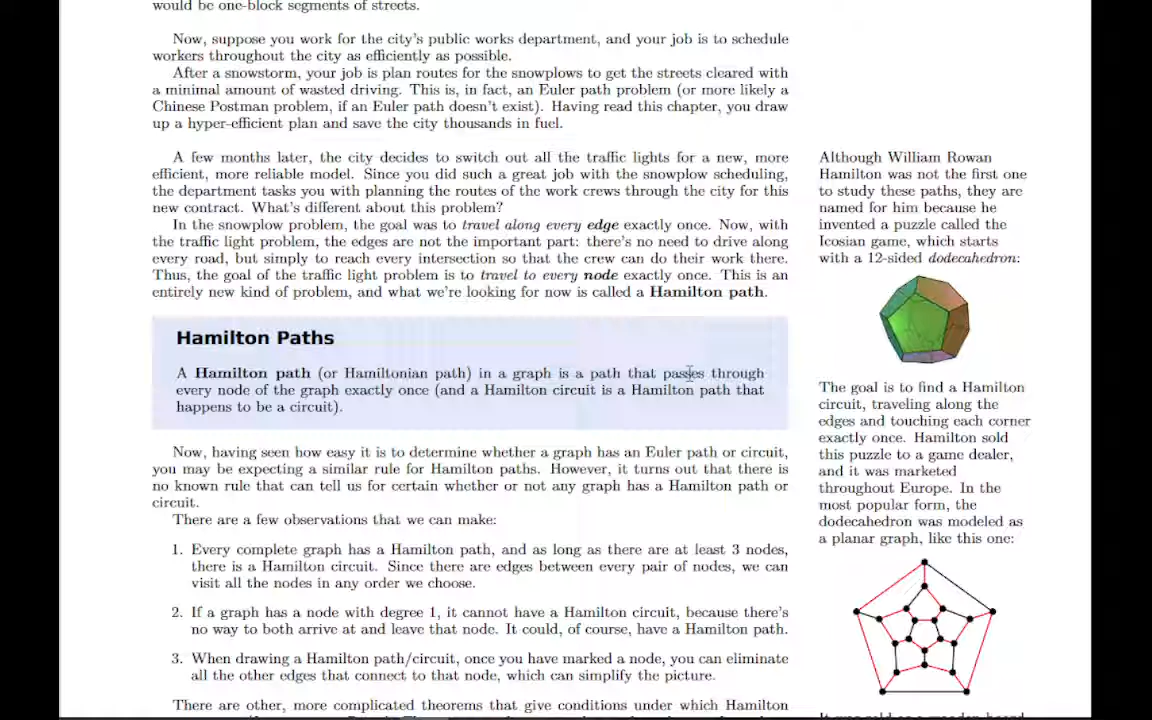 would be one-block segments of streets.
Now, suppose you work for the city's public works department, and your job is to schedule
workers throughout the city as efficiently as possible.
After a snowstorm, your job is plan routes for the snowplows to get the streets cleared with
a minimal amount of wasted driving. This is, in fact, an Euler path problem (or more likely a
Chinese Postman problem, if an Euler path doesn't exist). Having read this chapter, you draw
up a hyper-efficient plan and save the city thousands in fuel.
A few months later, the city decides to switch out all the traffic lights for a new, more
efficient, more reliable model. Since you did such a great job with the snowplow scheduling,
the department tasks you with planning the routes of the work crews through the city for this
new contract. What's different about this problem?
In the snowplow problem, the goal was to travel along every edge exactly once. Now, with
the traffic light problem, the edges are not the important part: there's no need to drive along
every road, but simply to reach every intersection so that the crew can do their work there.
Thus, the goal of the traffic light problem is to travel to every node exactly once. This is an
entirely new kind of problem, and what we're looking for now is called a Hamilton path.
Hamilton Paths
A Hamilton path (or Hamiltonian path) in a graph is a path that passes through
every node of the graph exactly once (and a Hamilton circuit is a Hamilton path that
happens to be a circuit).
Now, having seen how easy it is to determine whether a graph has an Euler path or circuit,
you may be expecting a similar rule for Hamilton paths. However, it turns out that there is
no known rule that can tell us for certain whether or not any graph has a Hamilton path or
circuit.
There are a few observations that we can make:
1. Every complete graph has a Hamilton path, and as long as there are at least 3 nodes,
there is a Hamilton circuit. Since there are edges between every pair of nodes, we can
visit all the nodes in any order we choose.
2. If a graph has a node with degree 1, it cannot have a Hamilton circuit, because there's
no way to both arrive at and leave that node. It could, of course, have a Hamilton path.
3. When drawing a Hamilton path/circuit, once you have marked a node, you can eliminate
all the other edges that connect to that node, which can simplify the picture.
There are other, more complicated theorems that give conditions under which Hamilton
Although William Rowan
Hamilton was not the first one
to study these paths, they are
named for him because he
invented a puzzle called the
Icosian game, which starts
with a 12-sided dodecahedron:
The goal is to find a Hamilton
circuit, traveling along the
edges and touching each corner
exactly once. Hamilton sold
this puzzle to a game dealer,
and it was marketed
throughout Europe. In the
most popular form, the
dodecahedron was modeled as
a planar graph, like this one: